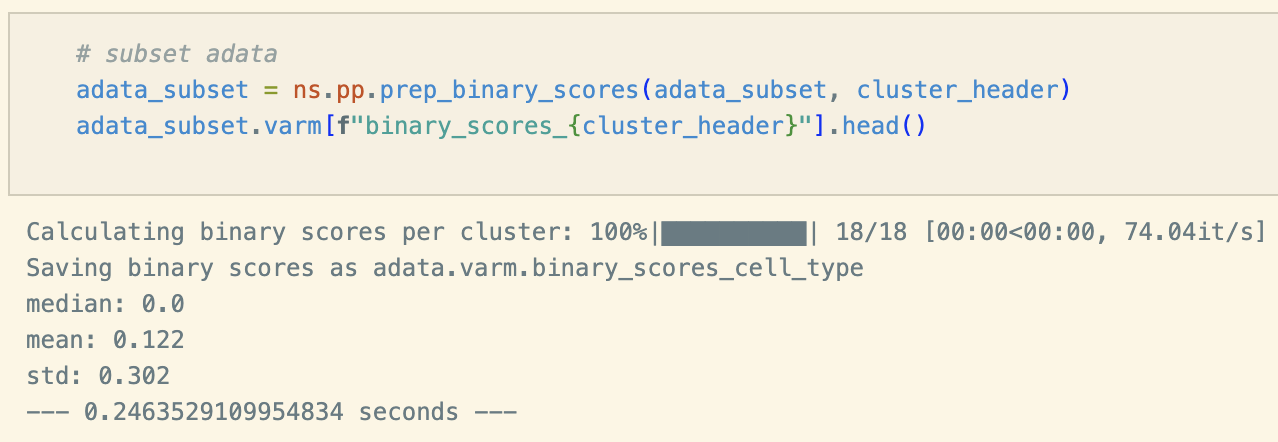 # subset adata
adata_subset = ns.pp.prep_binary_scores(adata_subset, cluster_header)
adata_subset.varm[f"binary_scores_{cluster_header}"].head()
Calculating binary scores per cluster: 100%|██████████| 18/18 [00:00<00:00, 74.04it/s]
Saving binary scores as adata.varm.binary_scores_cell_type
median: 0.0
mean: 0.122
std: 0.302
--- 0.2463529109954834 seconds ---